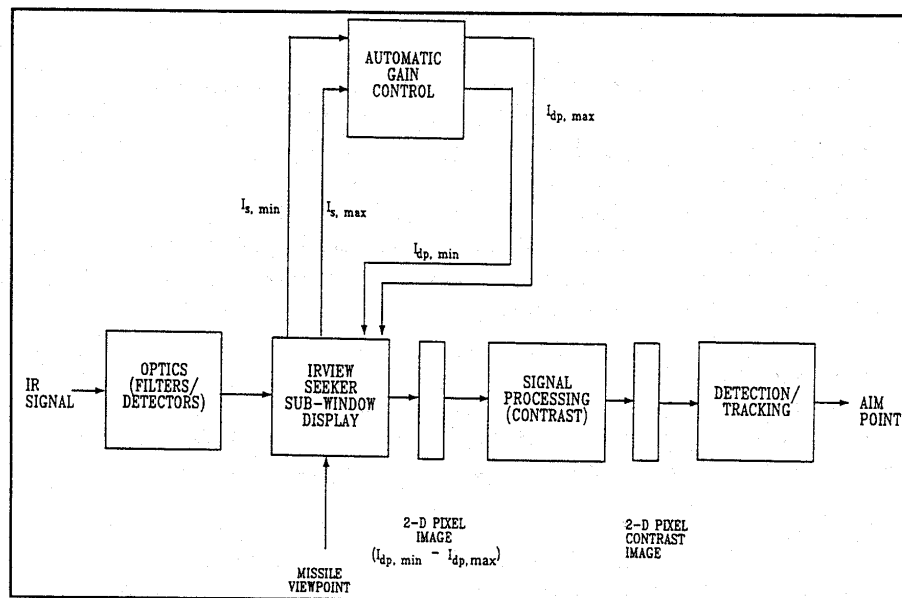 AUTOMATIC
GAIN
CONTROL
I_dp, max
I_s, min
I_s, max
I_dp, min
IR
SIGNAL
OPTICS
(FILTERS/
DETECTORS)
IRVIEW
SEEKER
SUB-WINDOW
DISPLAY
SIGNAL
PROCESSING
(CONTRAST)
DETECTION/
TRACKING
AIM
POINT
2-D PIXEL
IMAGE
(I_dp, min - I_dp,max)
2-D PIXEL
CONTRAST
IMAGE
MISSILE
VIEWPOINT